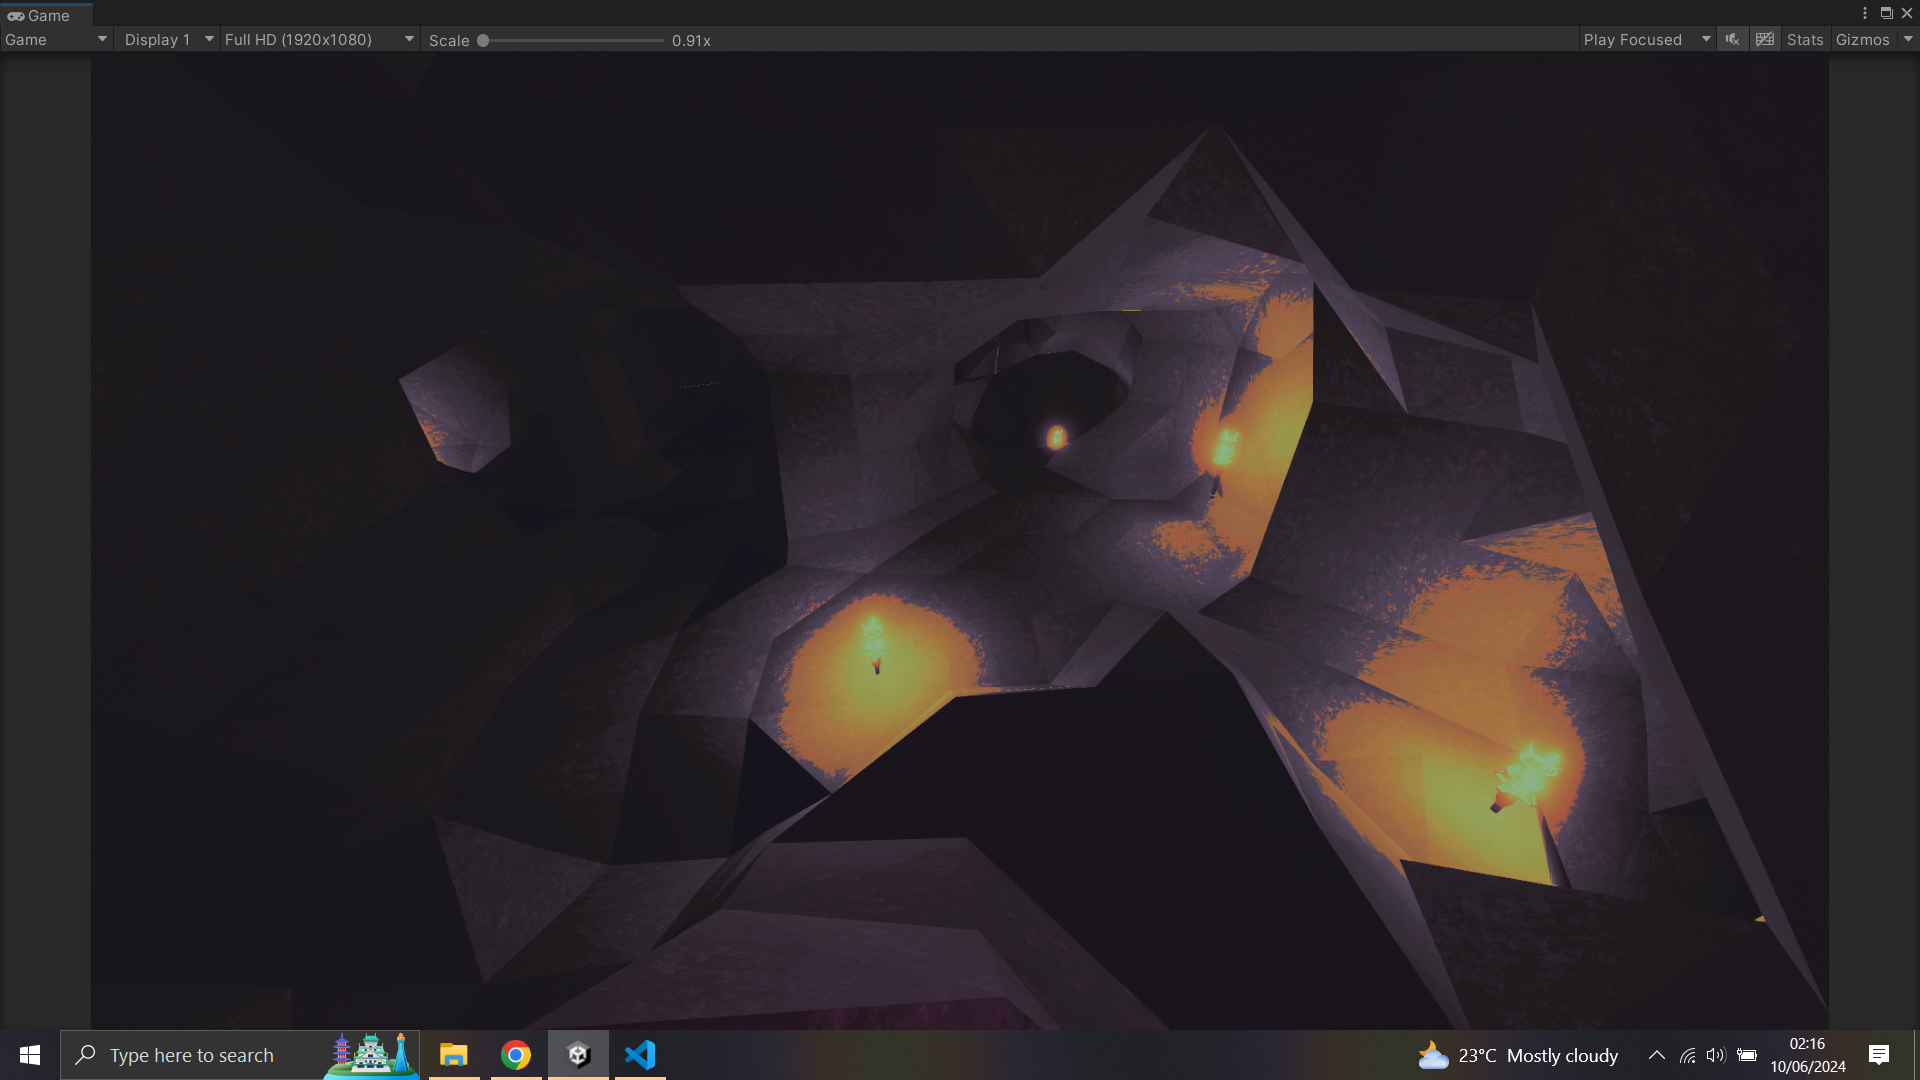 Game
Game Display 1 Full HD (1920x1080) Scale 0.91x Play Focused Stats Gizmos
Type here to search 23°C Mostly cloudy 02:16
10/06/2024